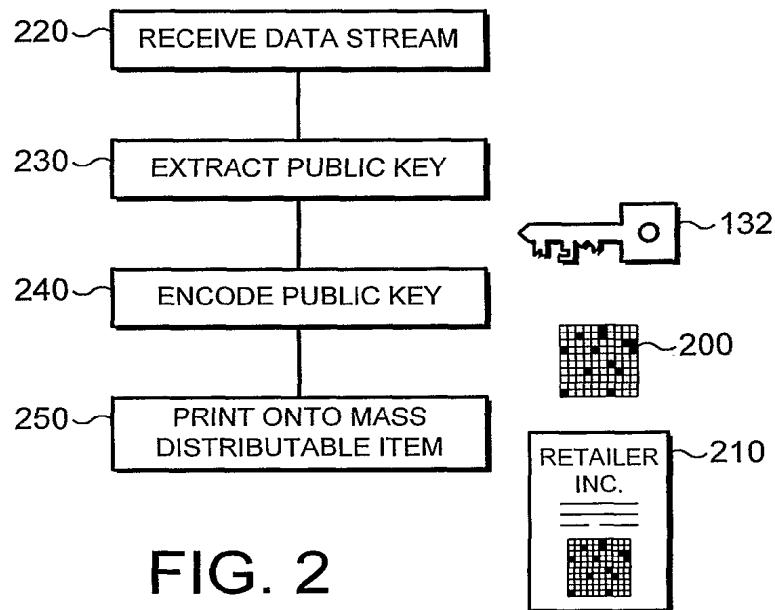 220 RECEIVE DATA STREAM
230 EXTRACT PUBLIC KEY
132
240 ENCODE PUBLIC KEY
200
250 PRINT ONTO MASS
DISTRIBUTABLE ITEM
210
RETAILER
INC.
FIG. 2